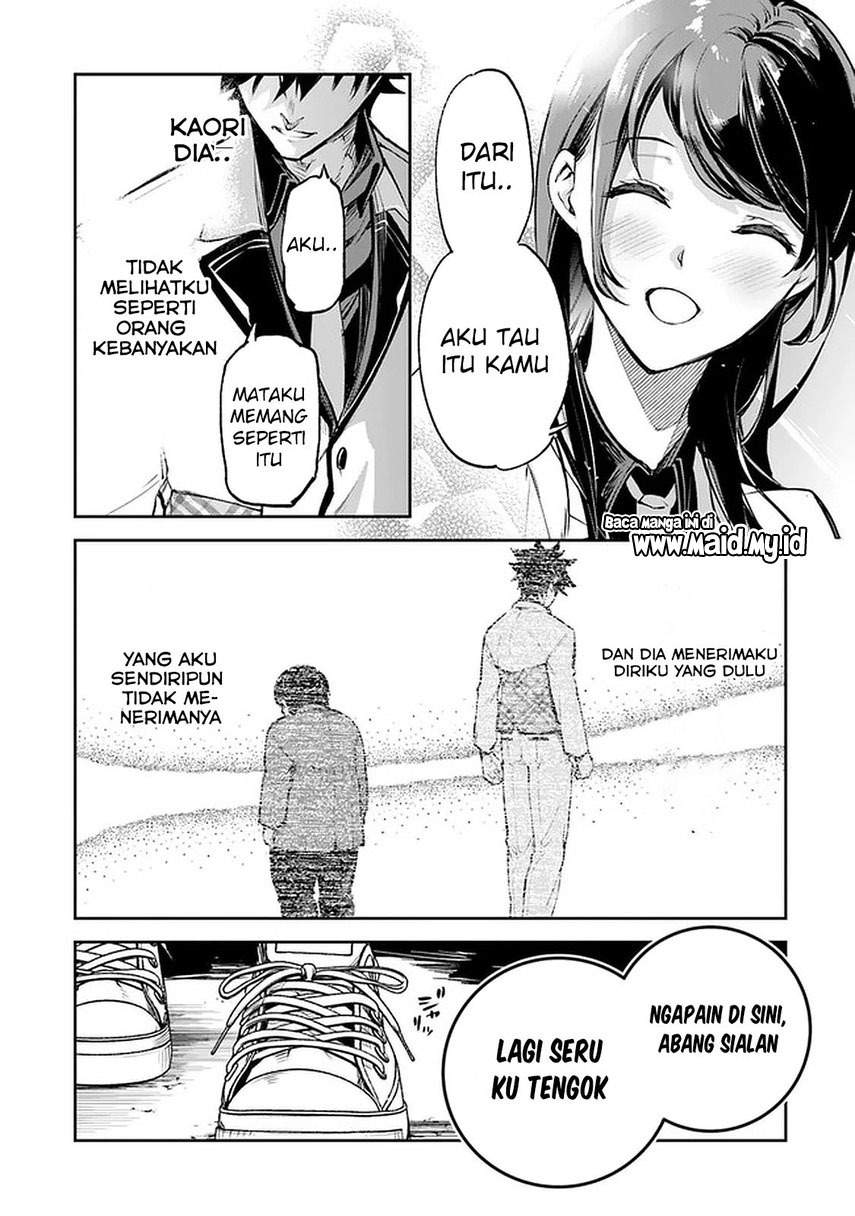 DARI
ITU..
AKU TAU
ITU KAMU
KAORI
DIA..
AKU..
TIDAK
MELIHATKU
SEPERTI
ORANG
KEBANYAKAN
MATAKU
MEMANG
SEPERTI
ITU
Baca Manga ini di
www.Maid.My.id
DAN DIA MENERIMAKU
DIRIKU YANG DULU
YANG AKU
SENDIRIPUN
TIDAK ME-
NERIMANYA
NGAPAIN DI SINI,
ABANG SIALAN
LAGI SERU
KU TENGOK